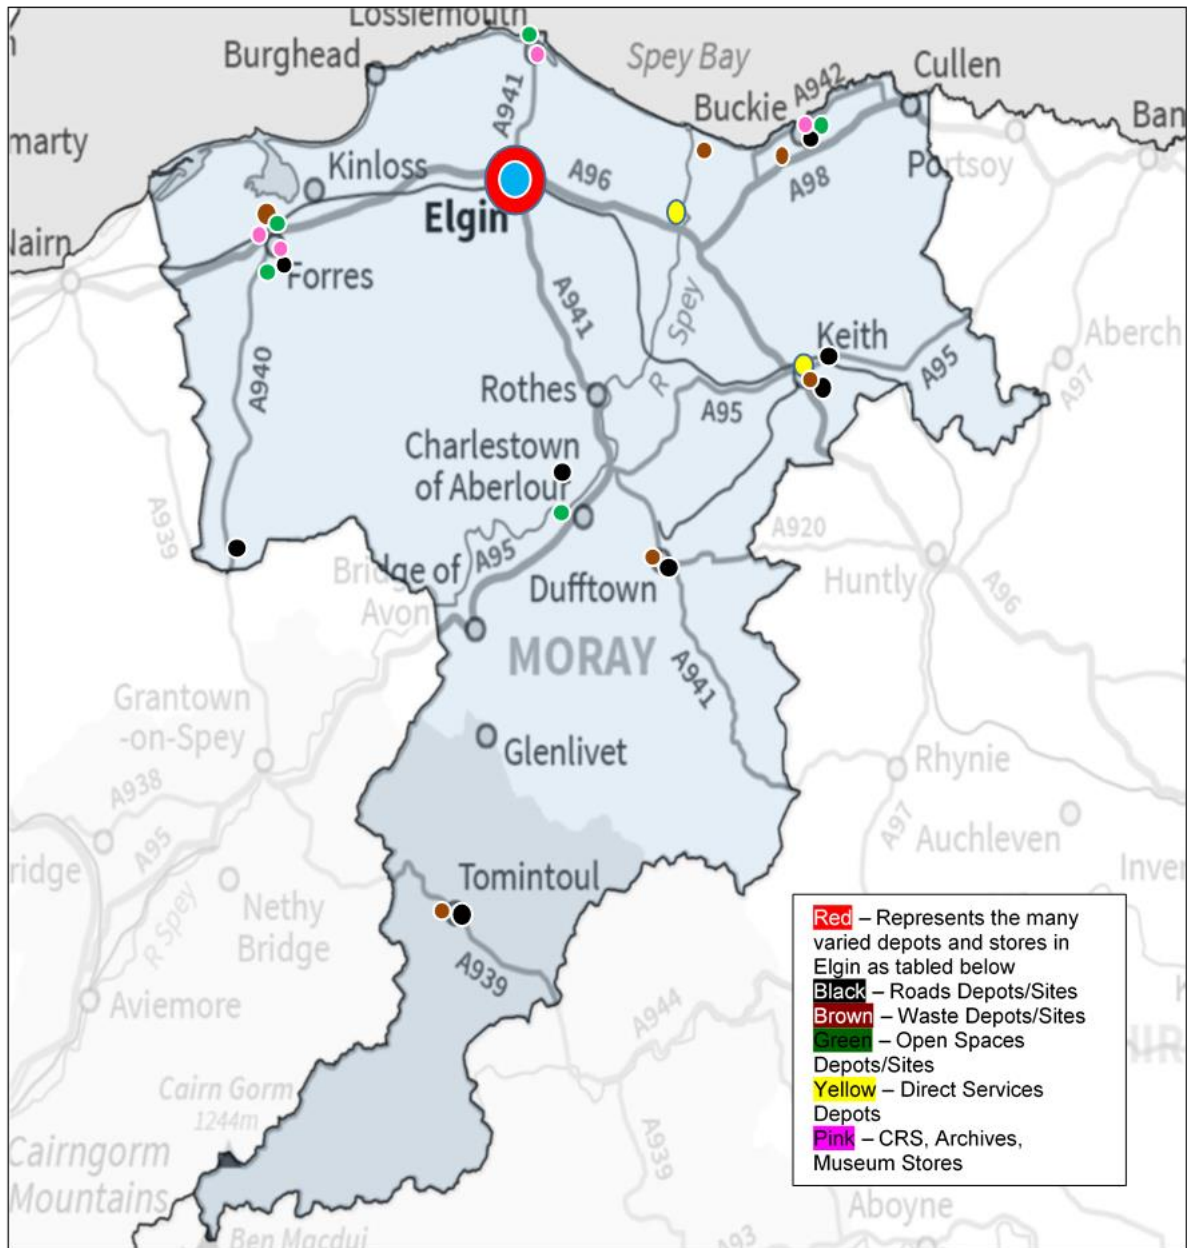 Lossiemouth
Burghead
Spey Bay
Cullen
A942
Buckie
A941
Ban
marty
Kinloss
A96
Portsoy
A98
Elgin
Nairn
Forres
A941
Spey
R
Keith
Aberch
A95
A97
A940
Rothes
A95
Charlestown
of Aberlour
A939
A920
Bridge of
Avon
A95
Dufftown
Huntly
A96
MORAY
A941
Grantown
-on-Spey
Glenlivet
Rhynie
A938
A95
A97
Auchleven
ridge
Tomintoul
Inver
Nethy
Bridge
R Spey
A939
Aviemore
A944
Cairn Gorm
1244m
Cairngorm
Mountains
A939
Aboyne
Ben Macdui
A93
Red – Represents the many
varied depots and stores in
Elgin as tabled below
Black – Roads Depots/Sites
Brown – Waste Depots/Sites
Green – Open Spaces
Depots/Sites
Yellow – Direct Services
Depots
Pink – CRS, Archives,
Museum Stores